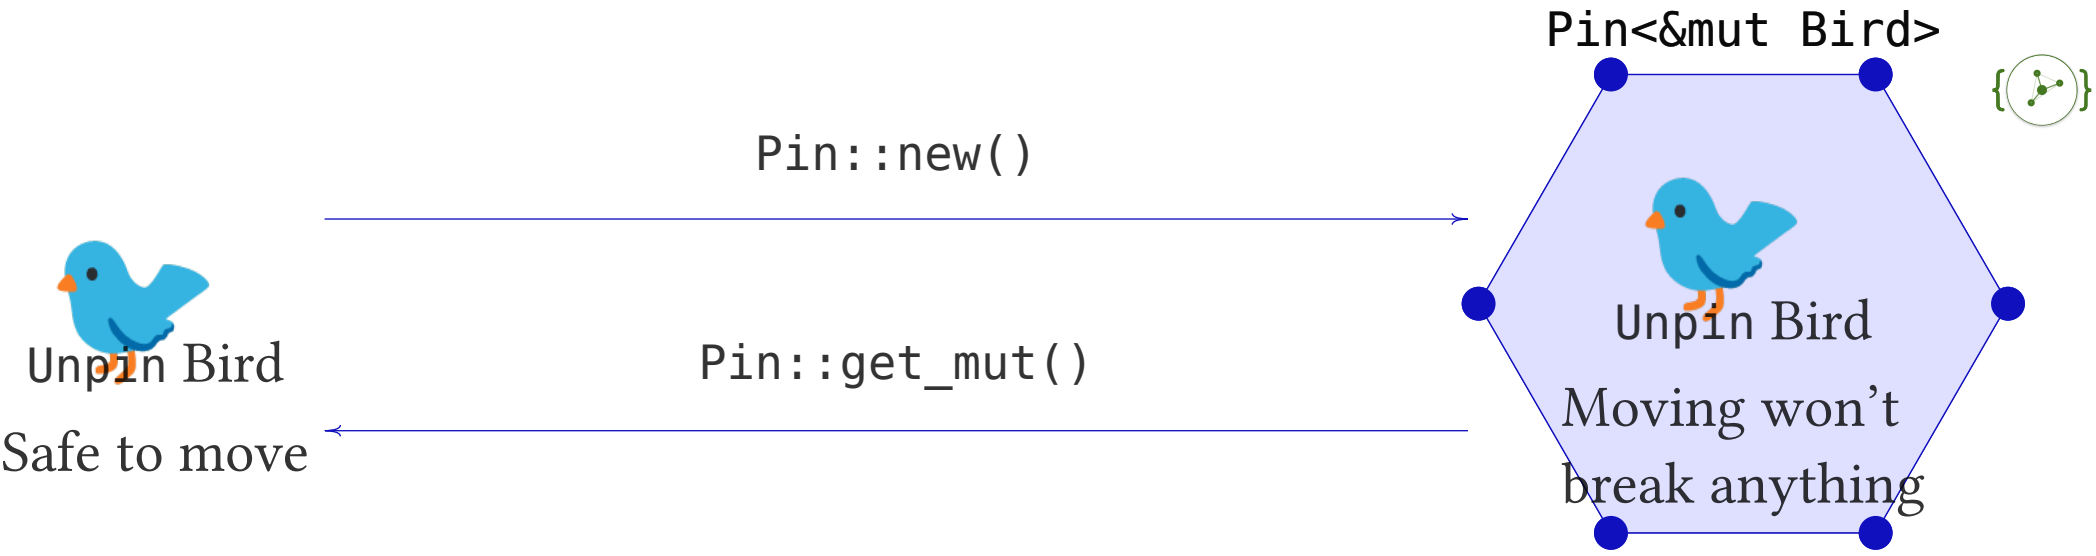 Pin<&mut Bird>
Pin::new()
Unpin Bird
Safe to move
Pin::get_mut()
Unpin Bird
Moving won’t
break anything